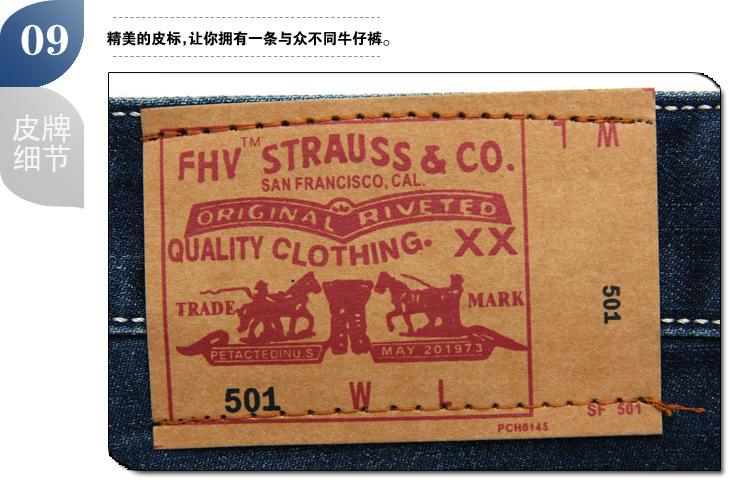 09
精美的皮标,让你拥有一条与众不同牛仔裤。
皮牌
细节
W L
FHV™ STRAUSS & CO.
SAN FRANCISCO, CAL.
ORIGINAL RIVETED
QUALITY CLOTHING. XX
TRADE MARK
PETACTEDINU.S
MAY 201973
501
501 W L
SF 501
PCH0145